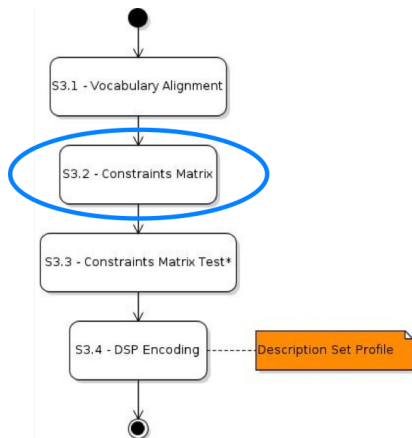 S3.1 - Vocabulary Alignment
S3.2 - Constraints Matrix
S3.3 - Constraints Matrix Test*
S3.4 - DSP Encoding
Description Set Profile